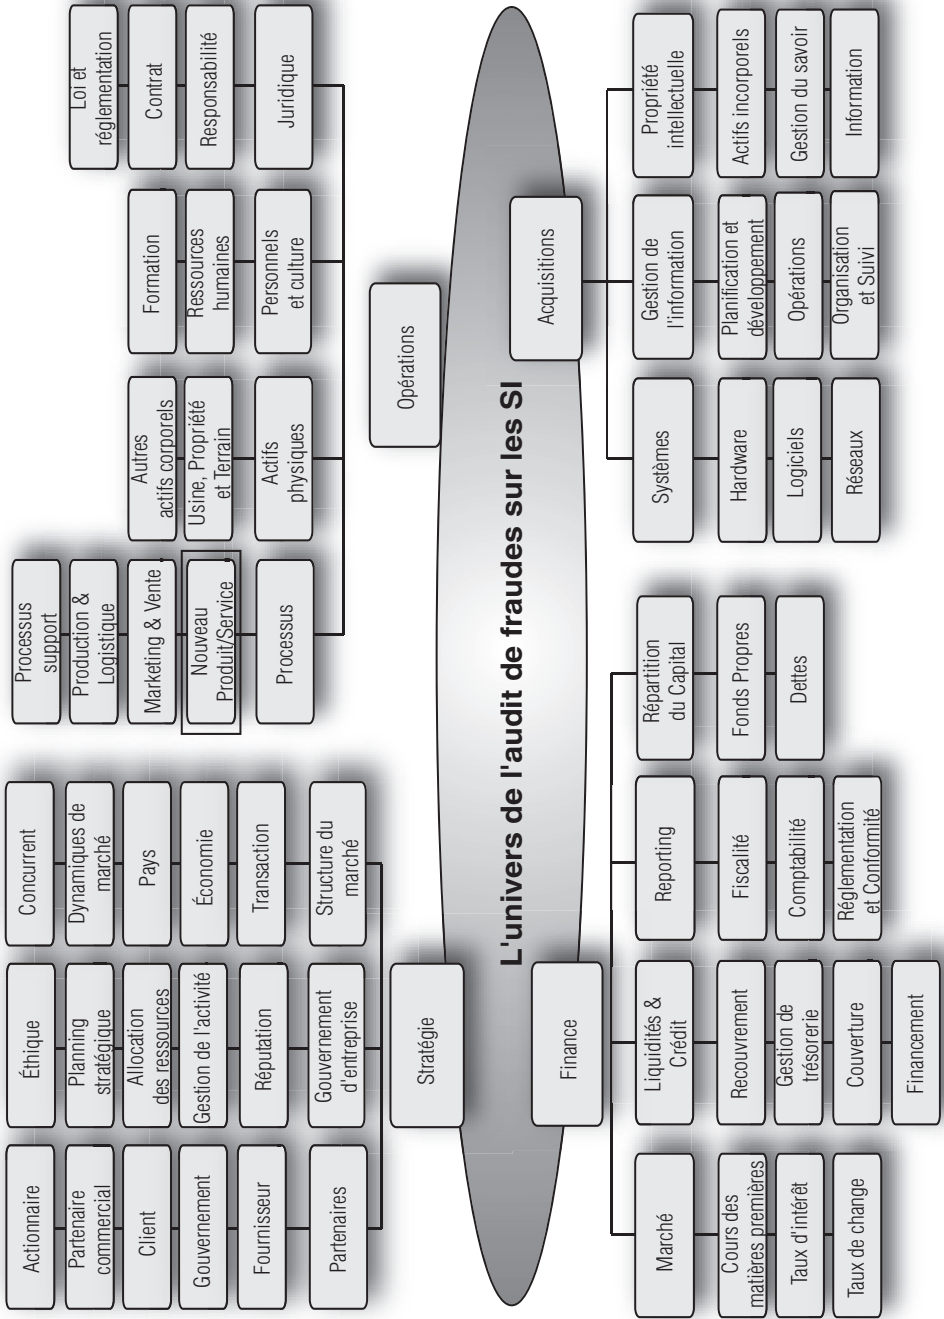 Actionnaire
Partenaire
commercial
Client
Gouvernement
Fournisseur
Partenaires
Éthique
Planning
stratégique
Allocation
des ressources
Gestion de l'activité
Réputation
Gouvernement
d'entreprise
Concurrent
Dynamiques de
marché
Pays
Économie
Transaction
Structure du
marché
Stratégie
Processus
support
Production &
Logistique
Marketing & Vente
Nouveau
Produit/Service
Processus
Autres
actifs corporels
Usine, Propriété
et Terrain
Actifs
physiques
Formation
Ressources
humaines
Personnels
et culture
Loi et
réglementation
Contrat
Responsabilité
Juridique
Opérations
L'univers de l'audit de fraudes sur les SI
Finance
Marché
Cours des
matières premières
Taux d'intérêt
Taux de change
Liquidités &
Crédit
Recouvrement
Gestion de
trésorerie
Couverture
Financement
Reporting
Fiscalité
Comptabilité
Réglementation
et Conformité
Répartition
du Capital
Fonds Propres
Dettes
Acquisitions
Systèmes
Hardware
Logiciels
Réseaux
Gestion de
l'information
Planification et
développement
Opérations
Organisation
et Suivi
Propriété
intellectuelle
Actifs incorporels
Gestion du savoir
Information